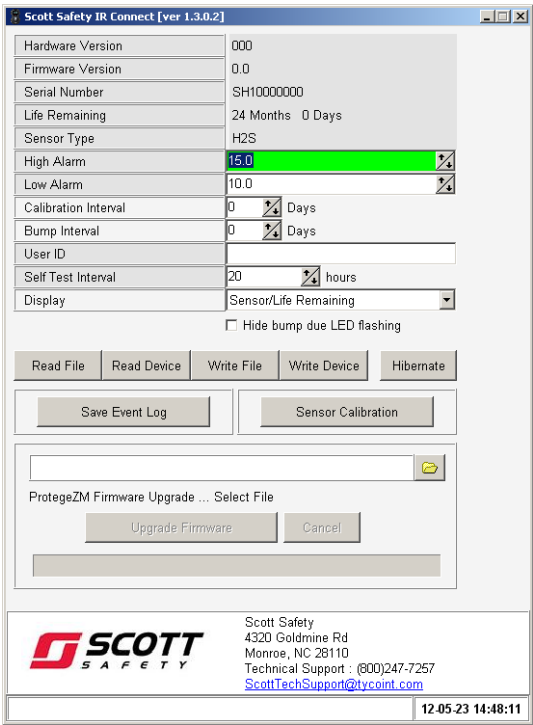 Scott Safety IR Connect [ver 1.3.0.2]
Hardware Version 000
Firmware Version 0.0
Serial Number SH10000000
Life Remaining 24 Months 0 Days
Sensor Type H2S
High Alarm 15.0
Low Alarm 10.0
Calibration Interval 0 Days
Bump Interval 0 Days
User ID
Self Test Interval 20 hours
Display Sensor/Life Remaining
Hide bump due LED flashing
Read File Read Device Write File Write Device Hibernate
Save Event Log Sensor Calibration
ProtegeZM Firmware Upgrade ... Select File
Upgrade Firmware Cancel
SCOTT
SAFETY
Scott Safety
4320 Goldmine Rd
Monroe, NC 28110
Technical Support : (800)247-7257
ScottTechSupport@tycoint.com
12-05-23 14:48:11